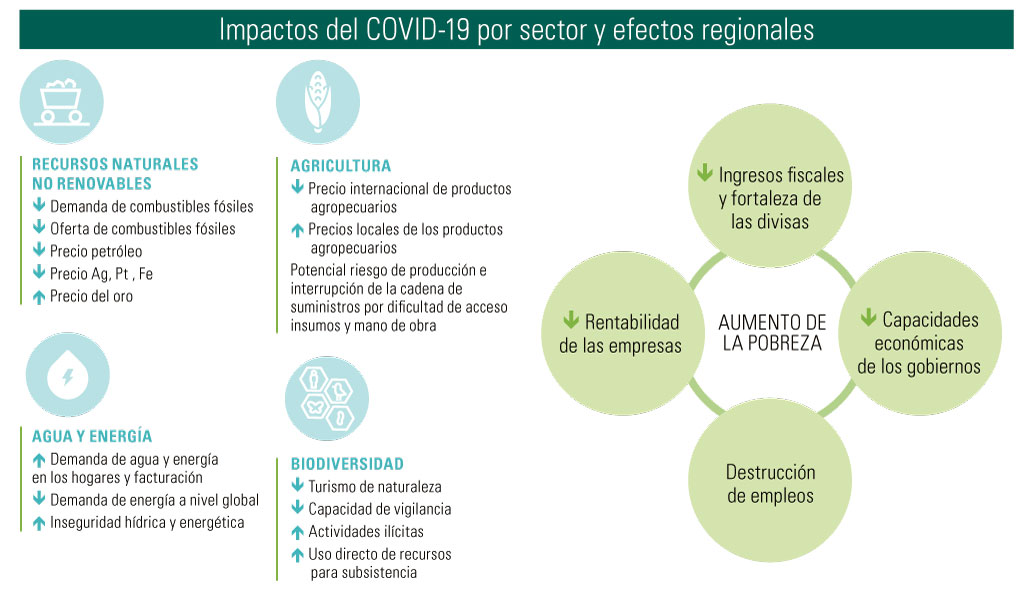 Impactos del COVID-19 por sector y efectos regionales
RECURSOS NATURALES
NO RENOVABLES
Demanda de combustibles fósiles
Oferta de combustibles fósiles
Precio petróleo
Precio Ag, Pt , Fe
Precio del oro
AGRICULTURA
Precio internacional de productos
agropecuarios
Precios locales de los productos
agropecuarios
Potencial riesgo de producción e
interrupción de la cadena de
suministros por dificultad de acceso
insumos y mano de obra
AGUA Y ENERGÍA
Demanda de agua y energía
en los hogares y facturación
Demanda de energía a nivel global
Inseguridad hídrica y energética
BIODIVERSIDAD
Turismo de naturaleza
Capacidad de vigilancia
Actividades ilícitas
Uso directo de recursos
para subsistencia
Ingresos fiscales
y fortaleza de
las divisas
Rentabilidad
de las empresas
AUMENTO DE
LA POBREZA
Capacidades
económicas
de los gobiernos
Destrucción
de empleos